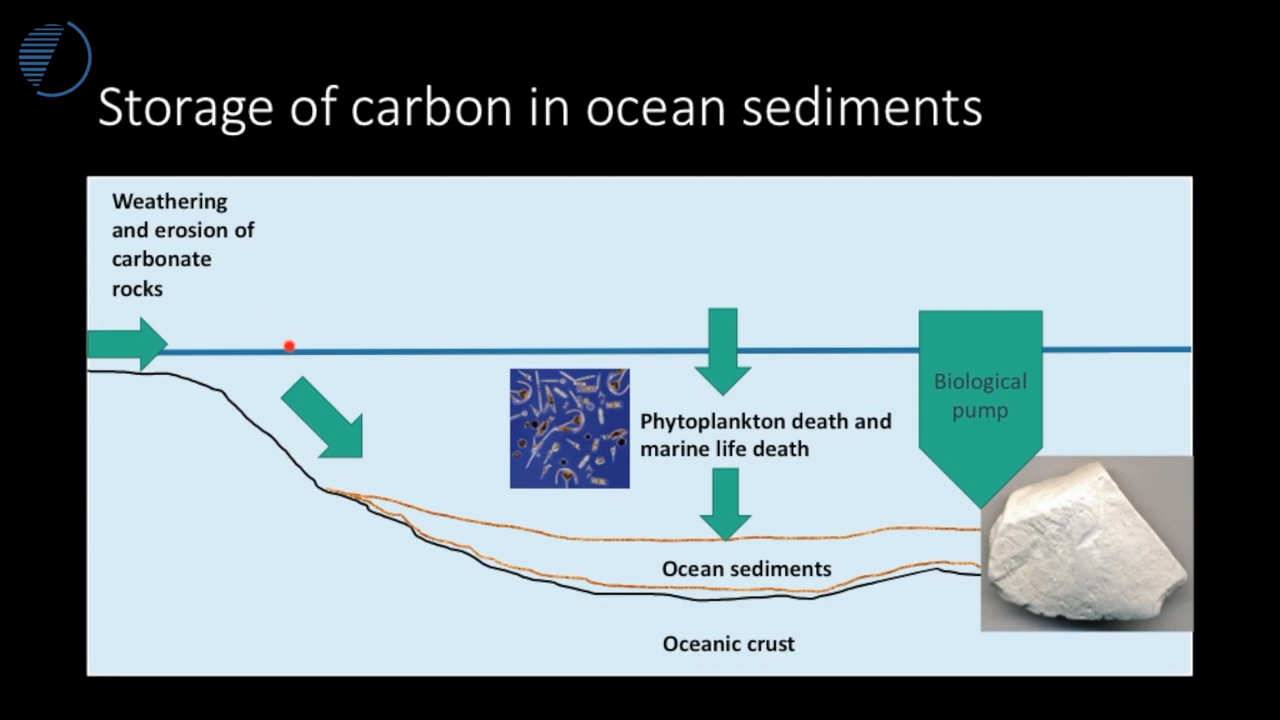 Storage of carbon in ocean sediments
Weathering
and erosion of
carbonate
rocks
Biological
pump
Phytoplankton death and
marine life death
Ocean sediments
Oceanic crust